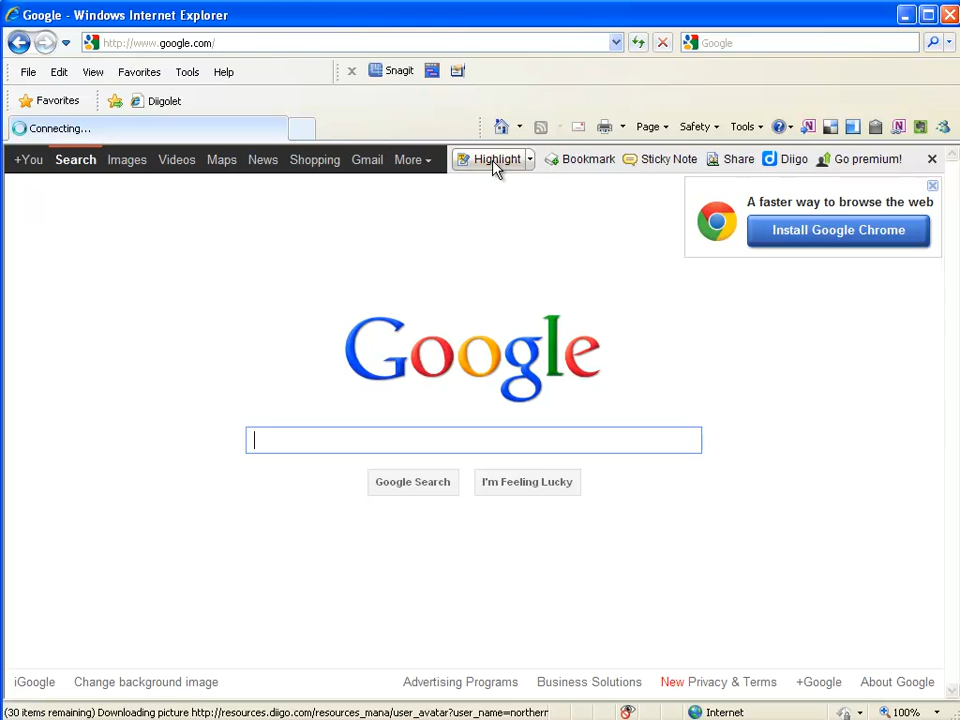 Google - Windows Internet Explorer
http://www.google.com/
Google
File Edit View Favorites Tools Help
x Snagit
Favorites Diigolet
Connecting...
Page Safety Tools
+You Search Images Videos Maps News Shopping Gmail More
Highlight Bookmark Sticky Note Share Diigo Go premium!
A faster way to browse the web
Install Google Chrome
Google
Google Search I'm Feeling Lucky
iGoogle Change background image Advertising Programs Business Solutions New Privacy & Terms +Google About Google
(30 items remaining) Downloading picture http://resources.diigo.com/resources_mana/user_avatar?user_name=northern Internet 100%